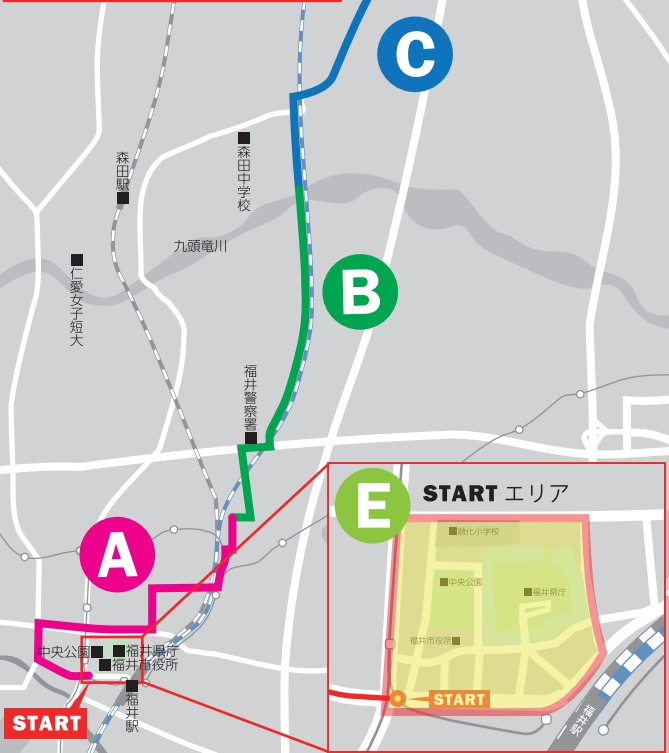 C
森田駅
森田中学校
九頭竜川
仁愛女子短大
B
福井警察署
A
中央公園
福井県庁
福井市役所
福井駅
START
E
START エリア
順化小学校
中央公園
福井県庁
福井市役所
START
福井駅